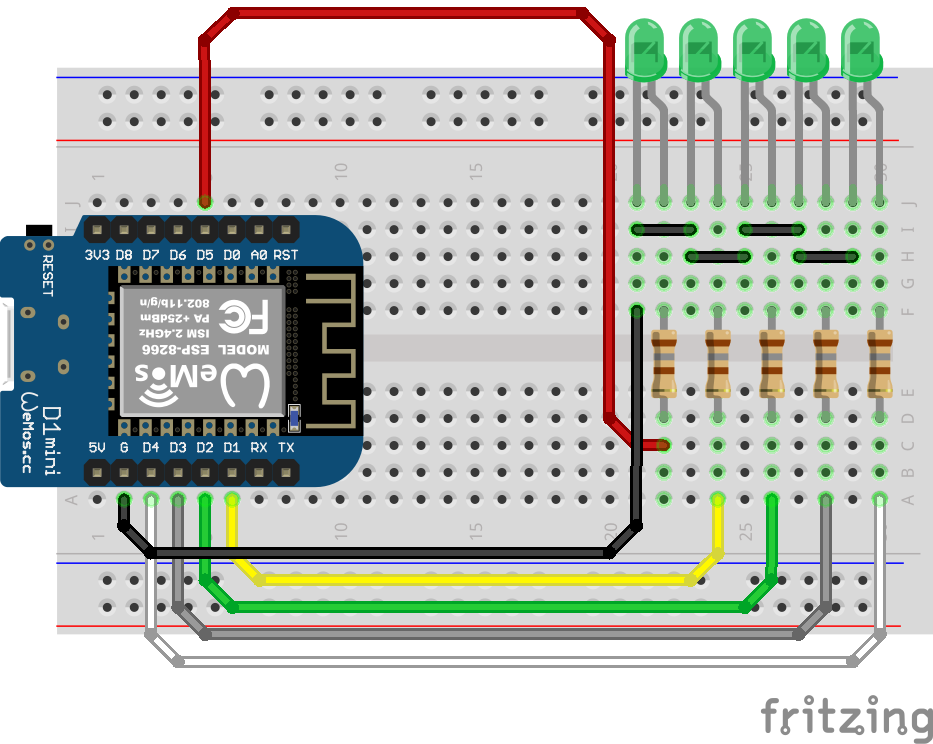 1 10 15 20 25 30
J J
I I
H
G
F
3V3 D8 D7 D6 D5 D0 A0 RST
RESET
802.11b/g/n
PA +25dBm
ISM 2.4GHz
FC
MODEL ESP-8266
WeMos
D1 mini
WeMos.cc
5V G D4 D3 D2 D1 RX TX
E
D
C
B
A A
1 10 15 20 25
fritzing